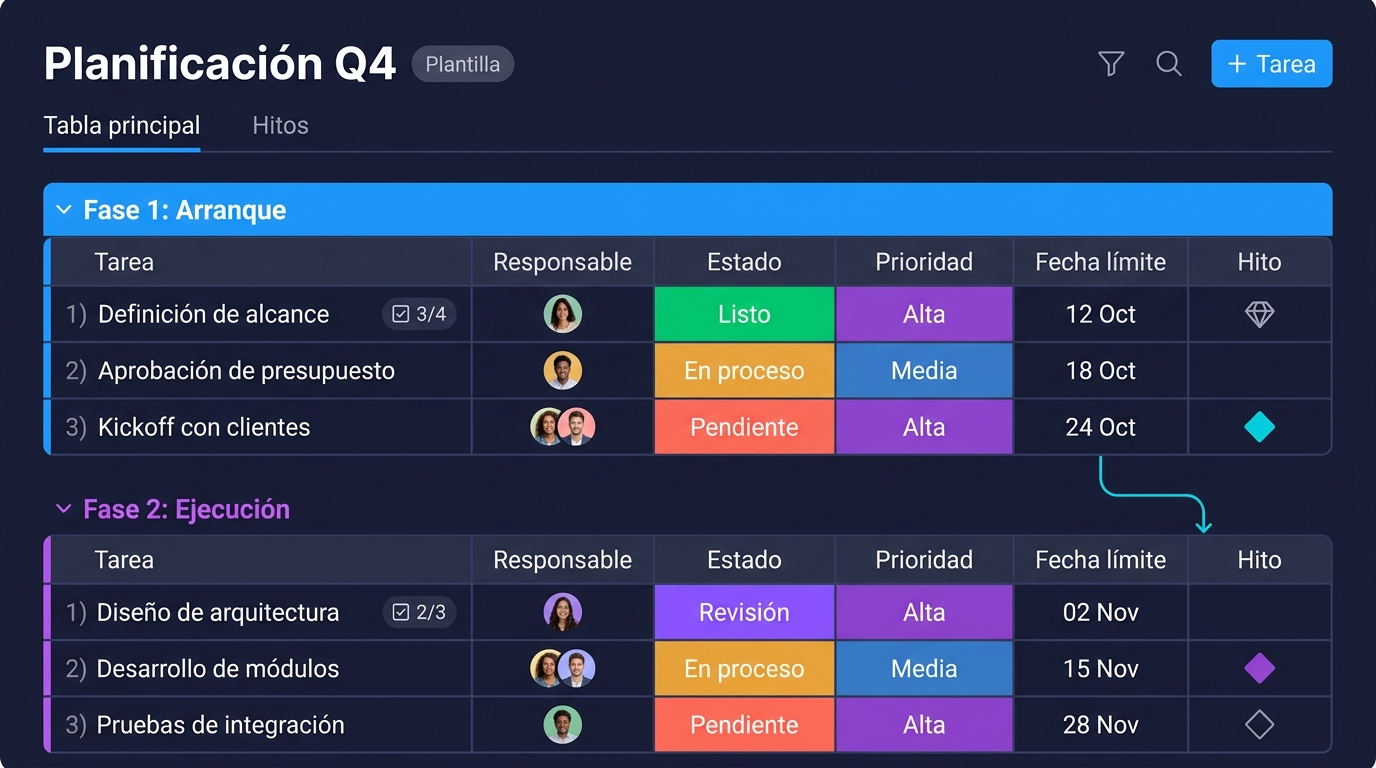 Planificación Q4 Plantilla + Tarea
Tabla principal Hitos
Fase 1: Arranque
Tarea Responsable Estado Prioridad Fecha límite Hito
1) Definición de alcance 3/4 Listo Alta 12 Oct
2) Aprobación de presupuesto En proceso Media 18 Oct
3) Kickoff con clientes Pendiente Alta 24 Oct
Fase 2: Ejecución
Tarea Responsable Estado Prioridad Fecha límite Hito
1) Diseño de arquitectura 2/3 Revisión Alta 02 Nov
2) Desarrollo de módulos En proceso Media 15 Nov
3) Pruebas de integración Pendiente Alta 28 Nov